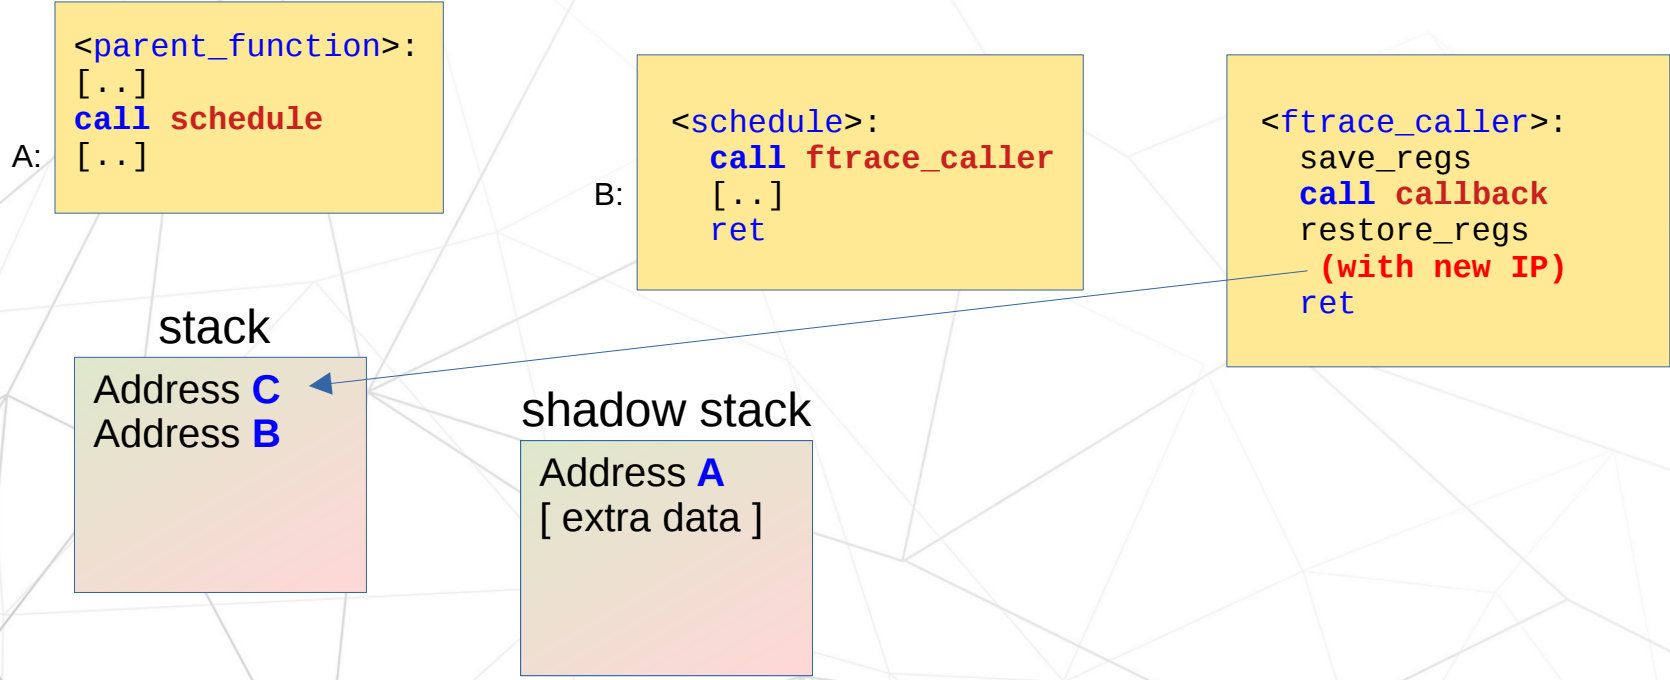 <parent_function>:
[..]
call schedule
[..]
A:
<schedule>:
call ftrace_caller
[..]
ret
B:
<ftrace_caller>:
save_regs
call callback
restore_regs
(with new IP)
ret
stack
Address C
Address B
shadow stack
Address A
[ extra data ]